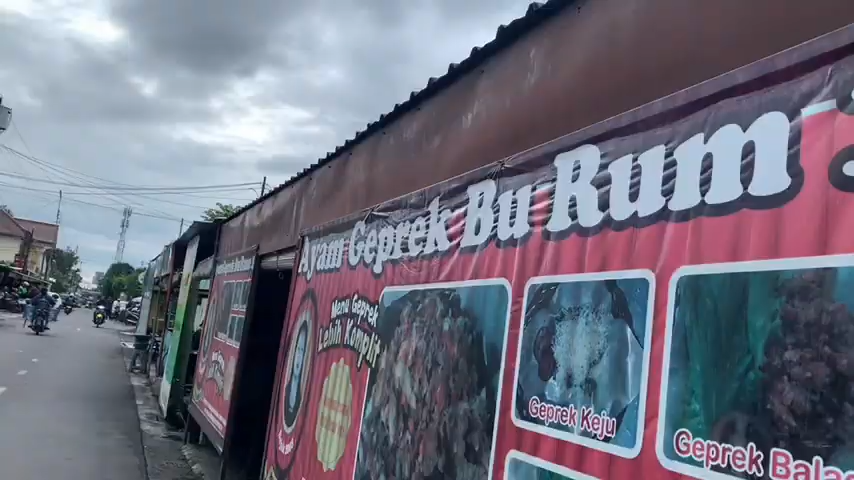 Ayam Geprek Bu Rum
Menu Geprek
Lebih Komplit
Geprek Keju
Geprek Bala